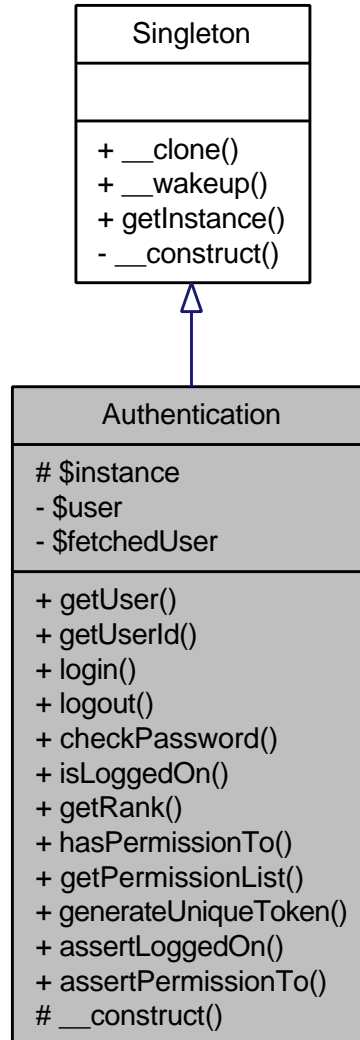 Singleton
+ __clone()
+ __wakeup()
+ getInstance()
- __construct()
Authentication
# $instance
- $user
- $fetchedUser
+ getUser()
+ getUserId()
+ login()
+ logout()
+ checkPassword()
+ isLoggedOn()
+ getRank()
+ hasPermissionTo()
+ getPermissionList()
+ generateUniqueToken()
+ assertLoggedOn()
+ assertPermissionTo()
# __construct()